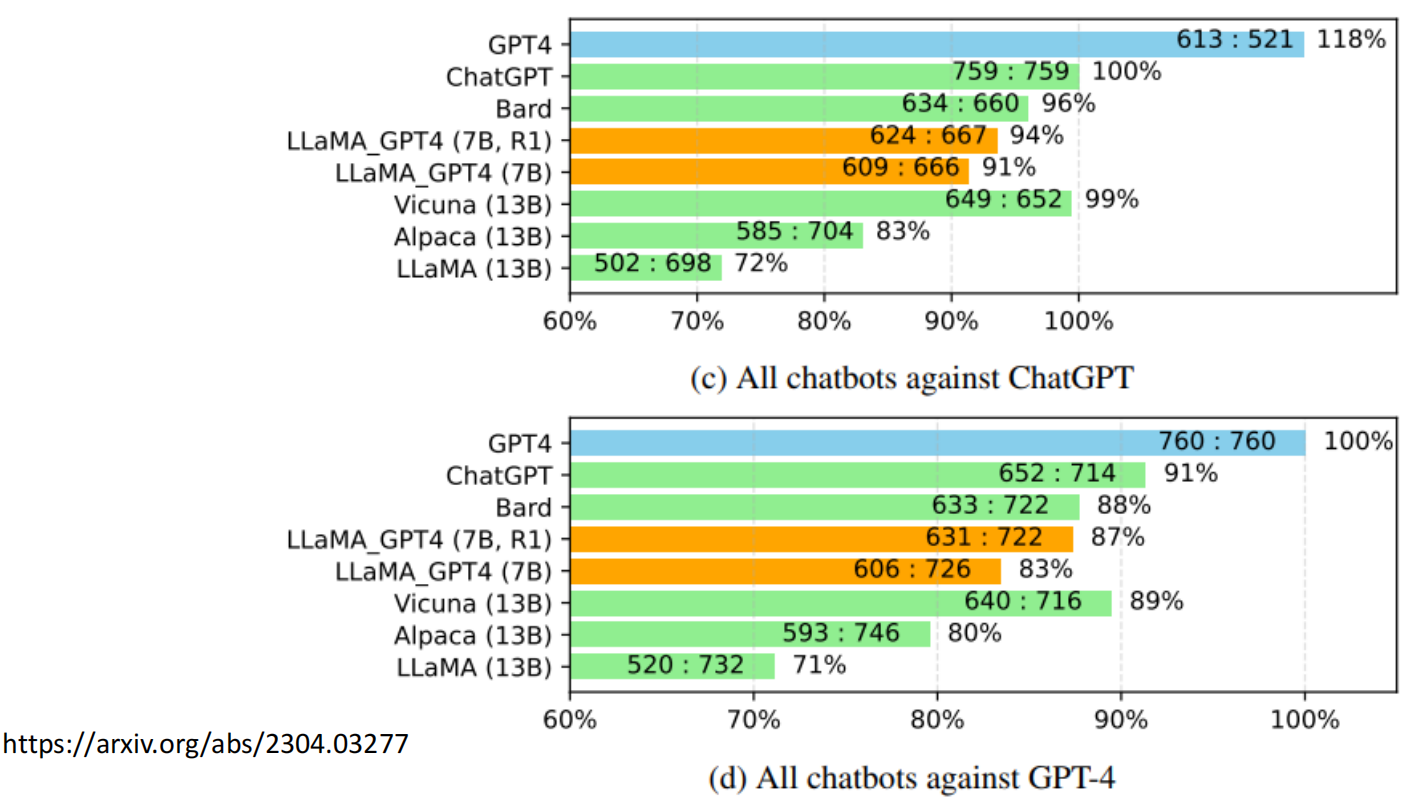 GPT4 613 : 521 118%
ChatGPT 759 : 759 100%
Bard 634 : 660 96%
LLaMA_GPT4 (7B, R1) 624 : 667 94%
LLaMA_GPT4 (7B) 609 : 666 91%
Vicuna (13B) 649 : 652 99%
Alpaca (13B) 585 : 704 83%
LLaMA (13B) 502 : 698 72%
60% 70% 80% 90% 100%
(c) All chatbots against ChatGPT
GPT4 760 : 760 100%
ChatGPT 652 : 714 91%
Bard 633 : 722 88%
LLaMA_GPT4 (7B, R1) 631 : 722 87%
LLaMA_GPT4 (7B) 606 : 726 83%
Vicuna (13B) 640 : 716 89%
Alpaca (13B) 593 : 746 80%
LLaMA (13B) 520 : 732 71%
60% 70% 80% 90% 100%
https://arxiv.org/abs/2304.03277
(d) All chatbots against GPT-4